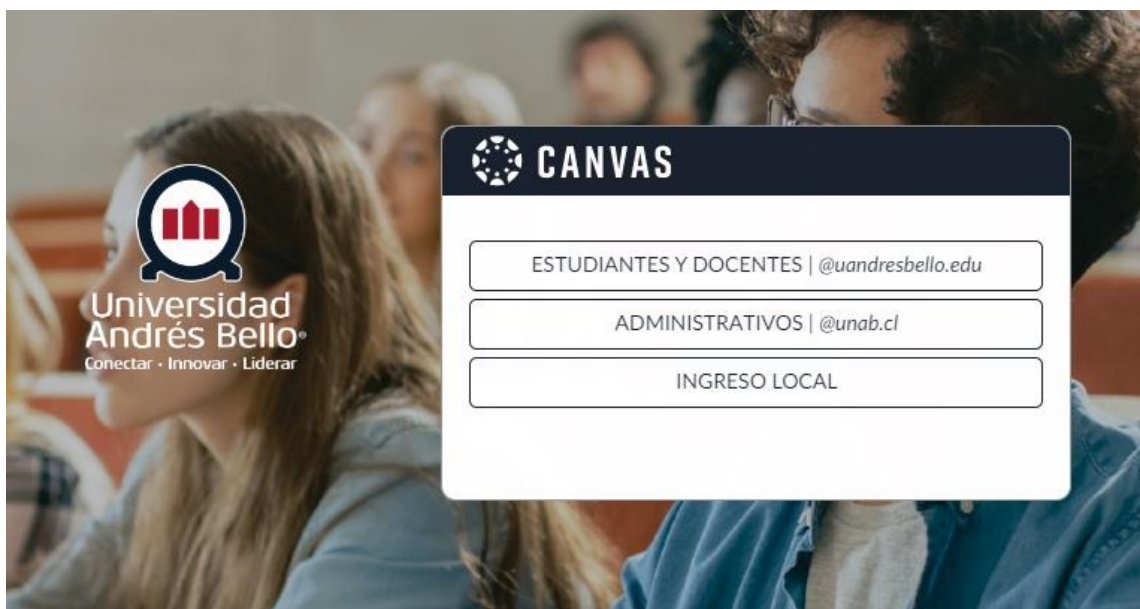 Universidad
Andrés Bello®
Conectar · Innovar · Liderar
CANVAS
ESTUDIANTES Y DOCENTES | @uandresbello.edu
ADMINISTRATIVOS | @unab.cl
INGRESO LOCAL